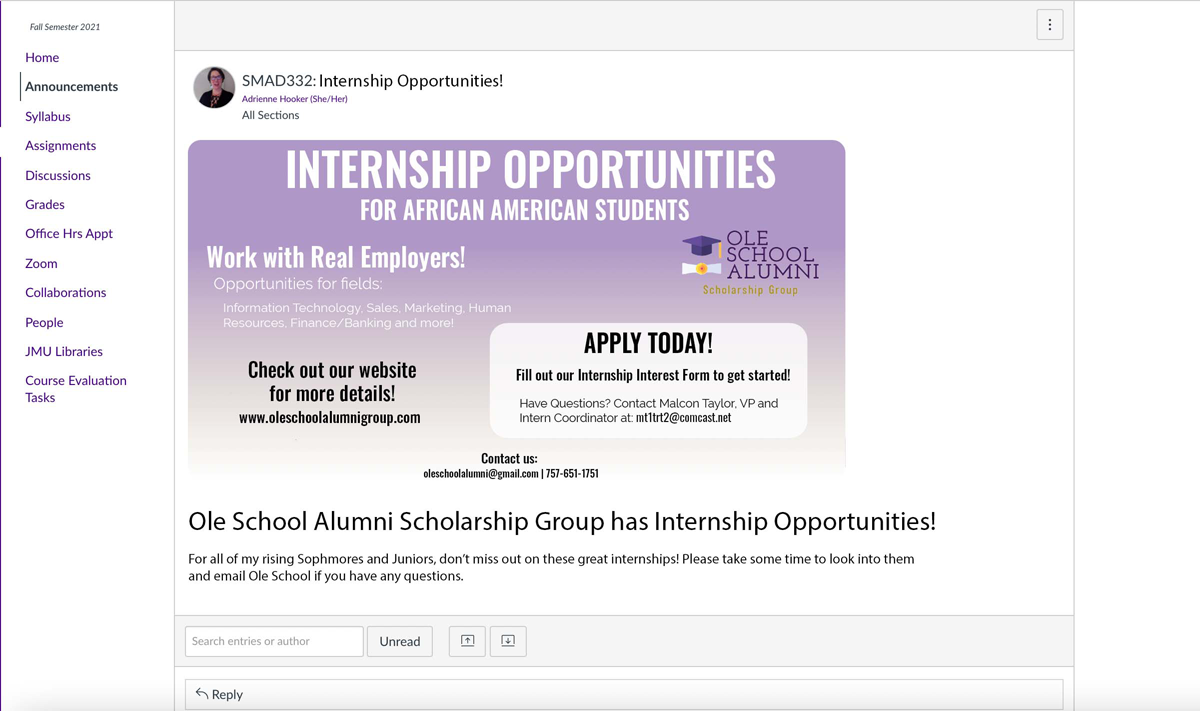 Fall Semester 2021
Home
Announcements
Syllabus
Assignments
Discussions
Grades
Office Hrs Appt
Zoom
Collaborations
People
JMU Libraries
Course Evaluation
Tasks
SMAD332: Internship Opportunities!
Adrienne Hooker (She/Her)
All Sections
INTERNSHIP OPPORTUNITIES
FOR AFRICAN AMERICAN STUDENTS
Work with Real Employers!
Opportunities for fields:
Information Technology, Sales, Marketing, Human
Resources, Finance/Banking and more!
OLE
SCHOOL
ALUMNI
Scholarship Group
Check out our website
for more details!
www.oleschoolalumnigroup.com
APPLY TODAY!
Fill out our Internship Interest Form to get started!
Have Questions? Contact Malcon Taylor, VP and
Intern Coordinator at: mt1trt2@comcast.net
Contact us:
oleschoolalumni@gmail.com | 757-651-1751
Ole School Alumni Scholarship Group has Internship Opportunities!
For all of my rising Sophmores and Juniors, don't miss out on these great internships! Please take some time to look into them
and email Ole School if you have any questions.
Search entries or author
Unread
Reply